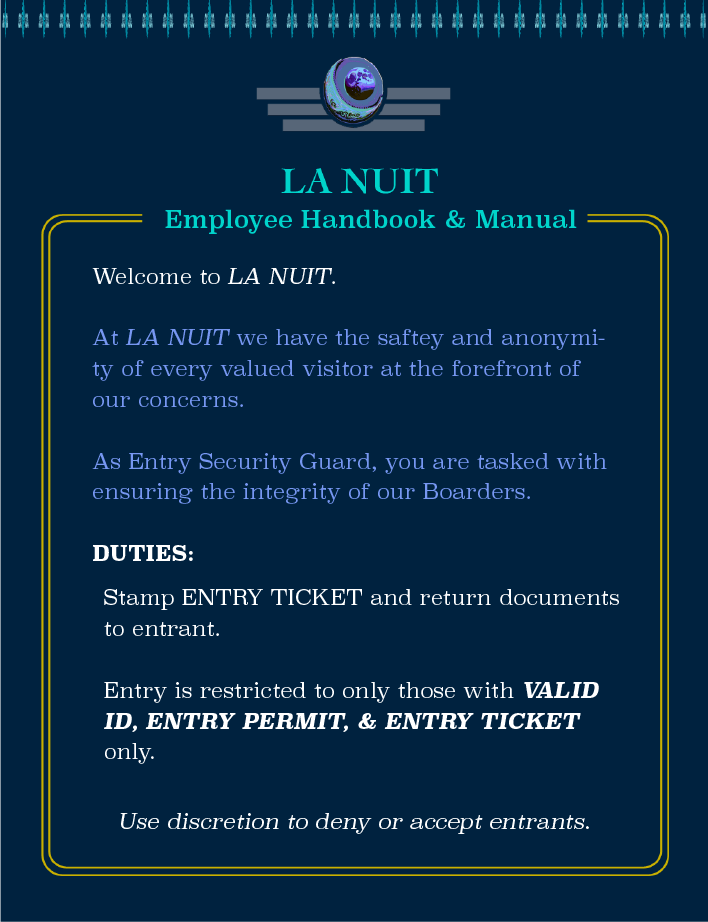 LA NUIT
Employee Handbook & Manual
Welcome to LA NUIT.
At LA NUIT we have the saftey and anonymi-
ty of every valued visitor at the forefront of
our concerns.
As Entry Security Guard, you are tasked with
ensuring the integrity of our Boarders.
DUTIES:
Stamp ENTRY TICKET and return documents
to entrant.
Entry is restricted to only those with VALID
ID, ENTRY PERMIT, & ENTRY TICKET
only.
Use discretion to deny or accept entrants.